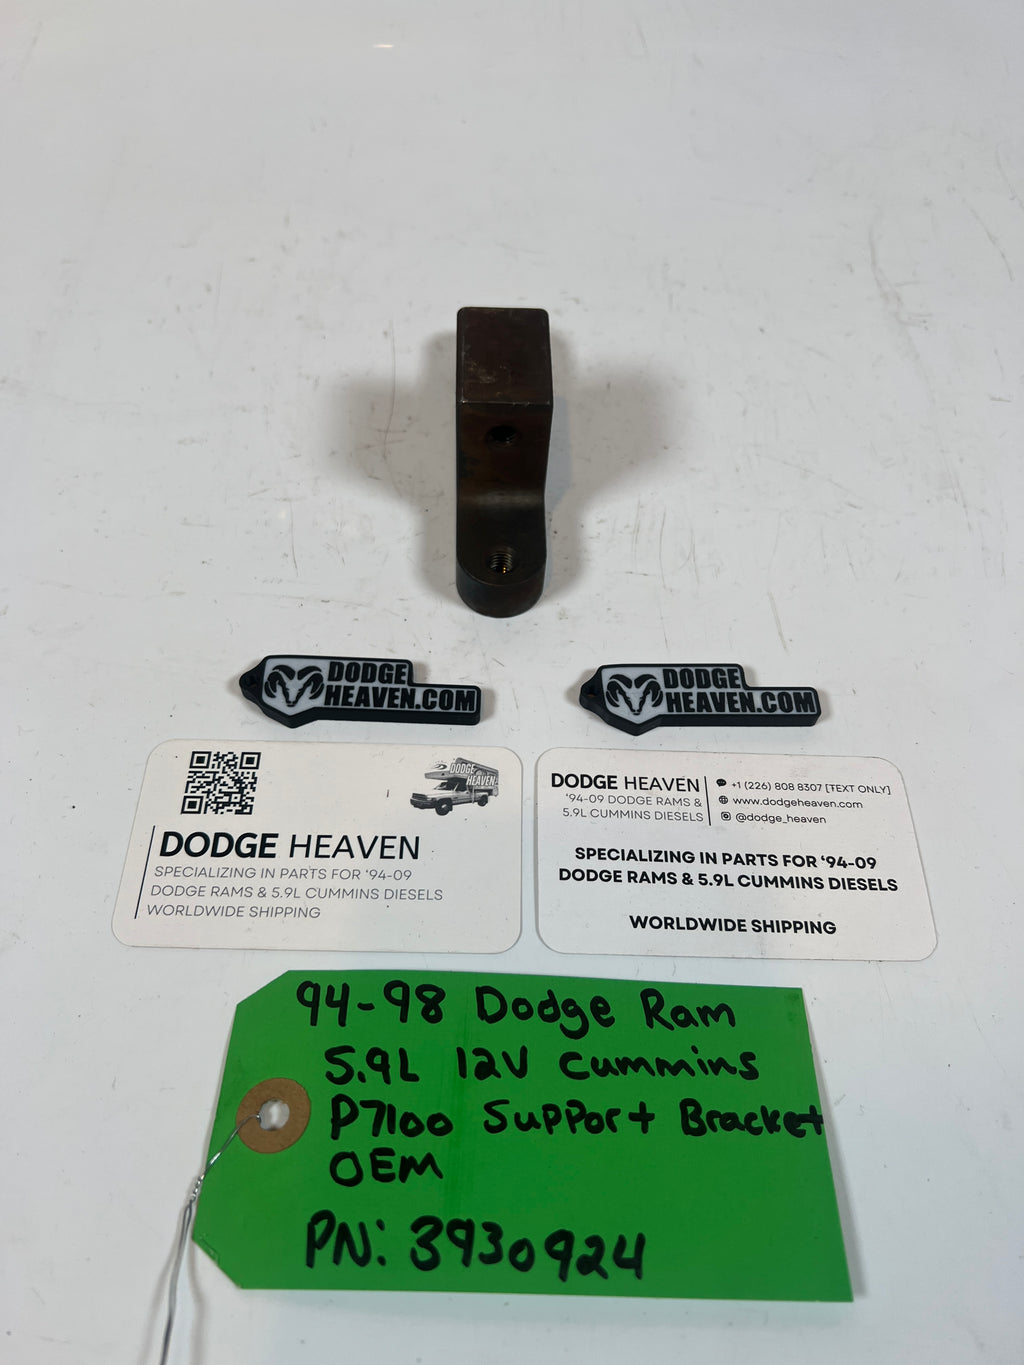 DODGE
HEAVEN.COM
DODGE
HEAVEN.COM
DODGE
HEAVEN
DODGE HEAVEN
SPECIALIZING IN PARTS FOR ‘94-09
DODGE RAMS & 5.9L CUMMINS DIESELS
WORLDWIDE SHIPPING
DODGE HEAVEN
‘94-09 DODGE RAMS &
5.9L CUMMINS DIESELS
+1 (226) 808 8307 [TEXT ONLY]
www.dodgeheaven.com
@dodge_heaven
SPECIALIZING IN PARTS FOR ‘94-09
DODGE RAMS & 5.9L CUMMINS DIESELS
WORLDWIDE SHIPPING
94-98 Dodge Ram
5.9L 12V Cummins
P7100 Support Bracket
OEM
PN: 3930924